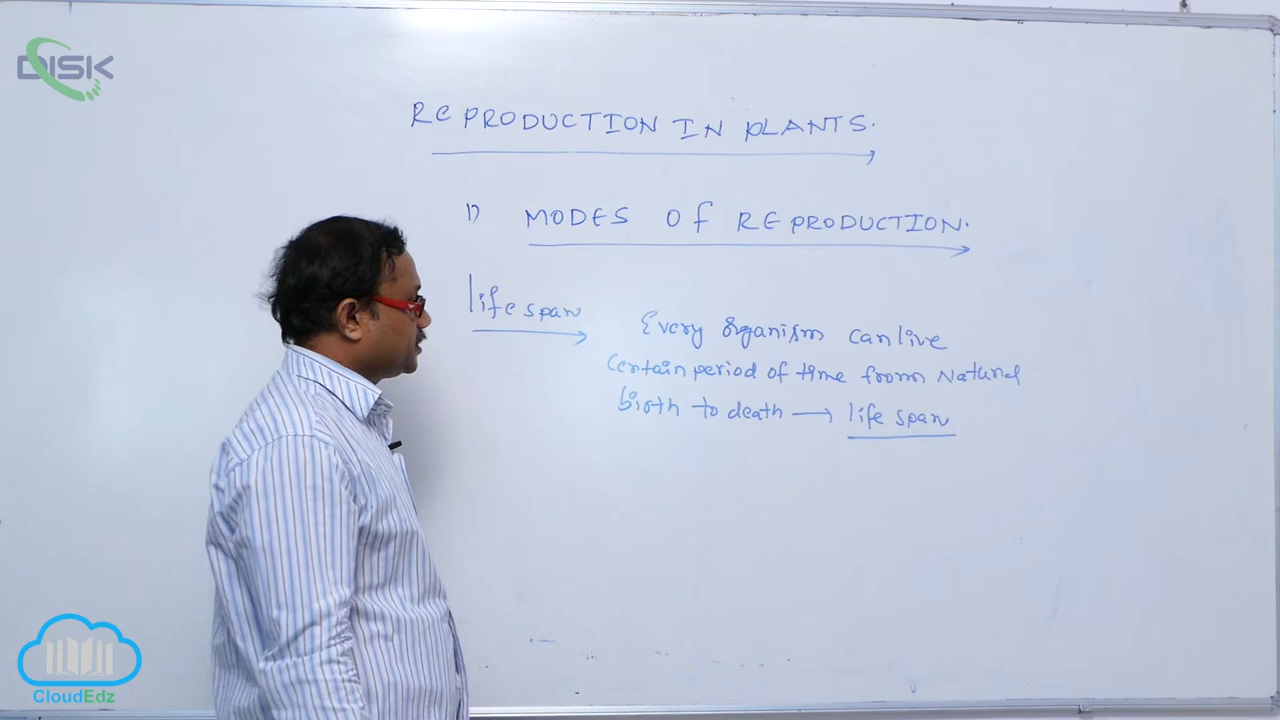 DISK
REPRODUCTION IN PLANTS.
1) MODES Of REPRODUCTION.
life span
Every organism can live
certain period of time from Natural
birth to death → life span
CloudEdz